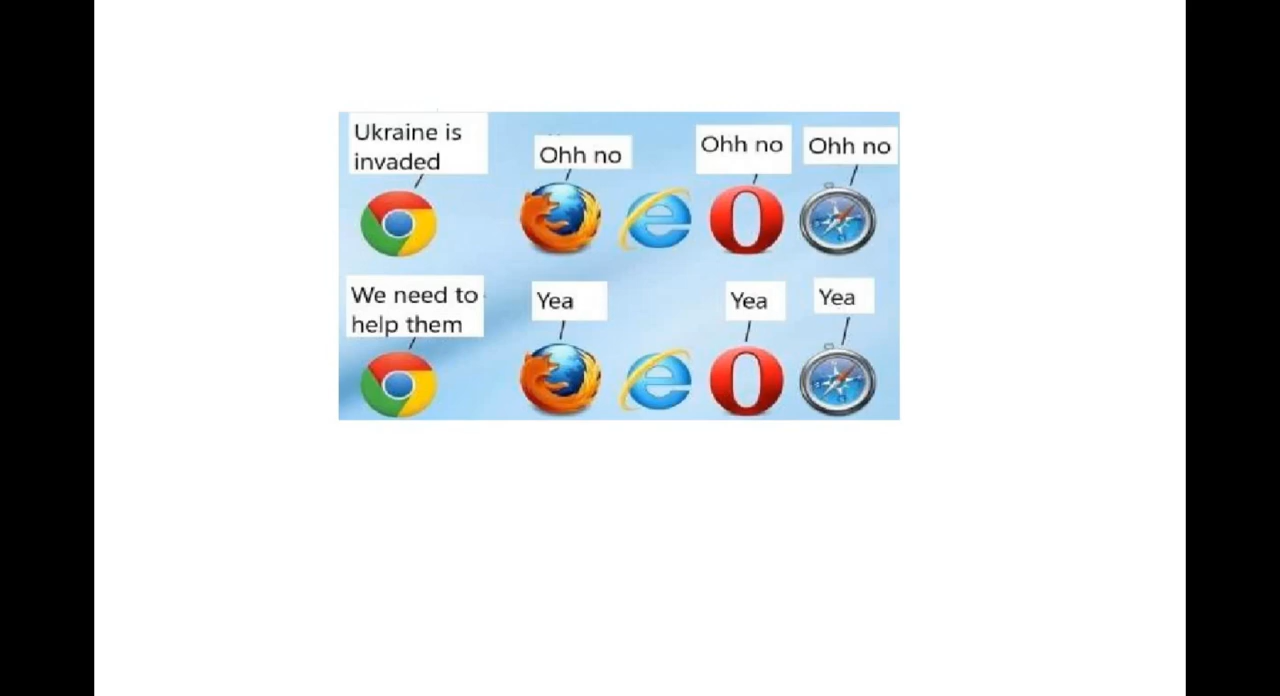 Ukraine is
invaded
Ohh no
Ohh no
Ohh no
We need to
help them
Yea
Yea
Yea